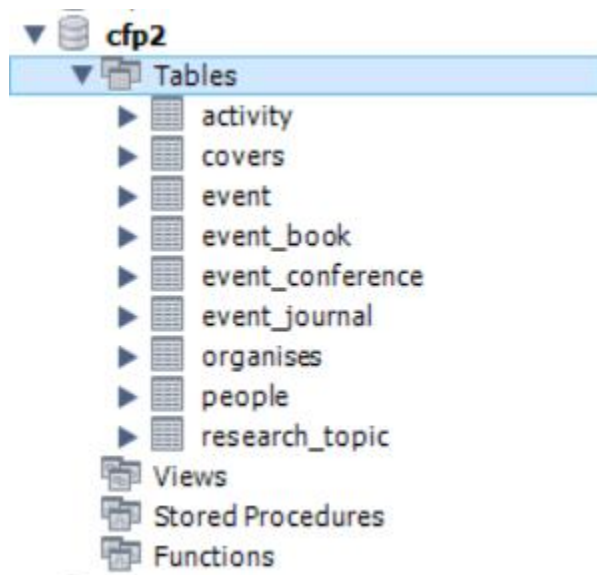 cfp2
Tables
activity
covers
event
event_book
event_conference
event_journal
organises
people
research_topic
Views
Stored Procedures
Functions